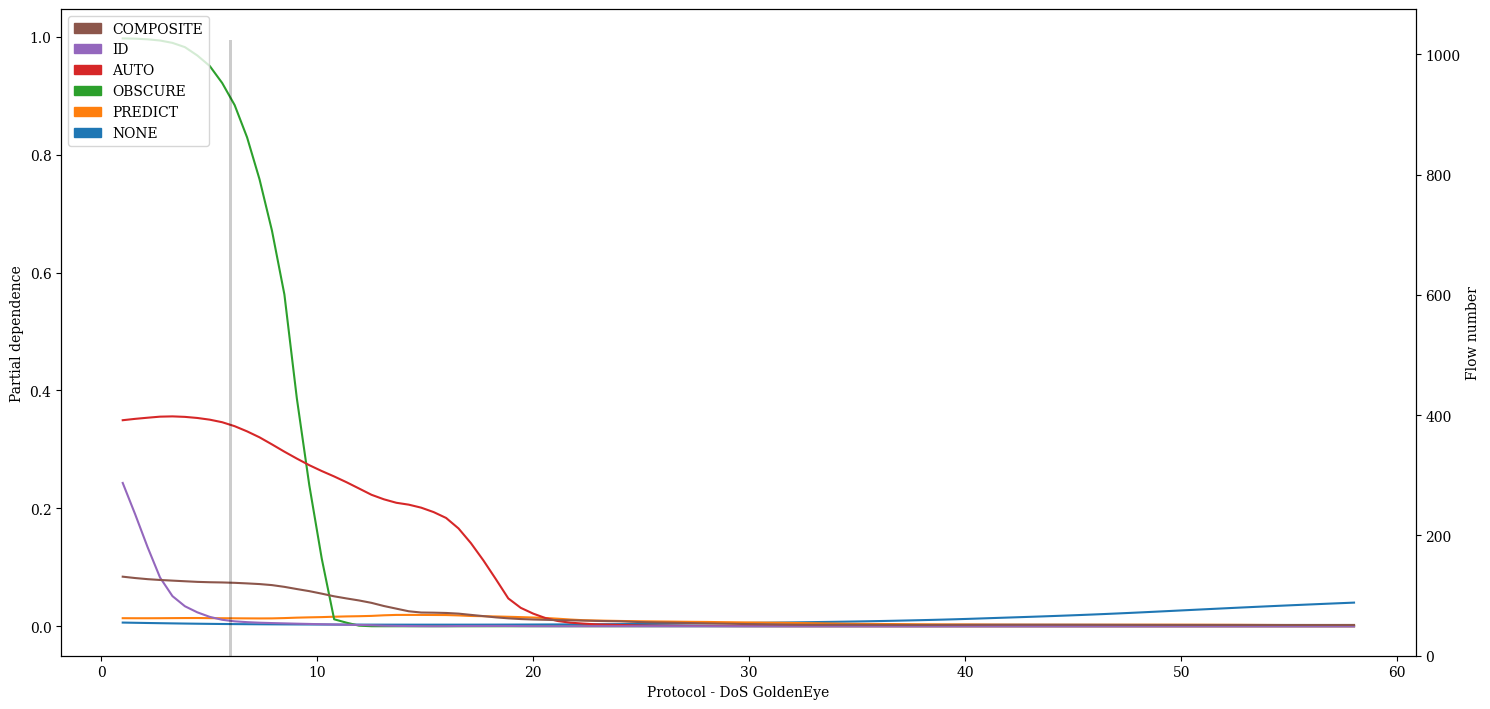 COMPOSITE
ID
AUTO
OBSCURE
PREDICT
NONE
1.0
0.8
0.6
0.4
0.2
0.0
Partial dependence
0
10
20
30
40
50
60
Protocol - DoS GoldenEye
1000
800
600
400
200
0
Flow number